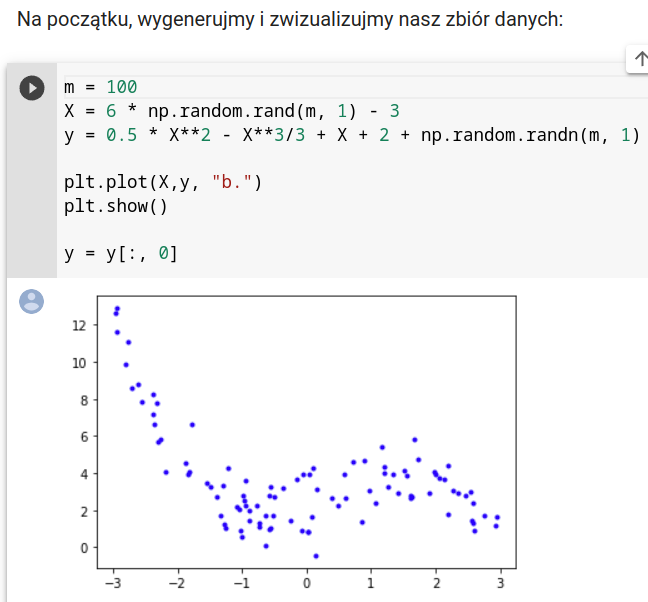 Na początku, wygenerujmy i zwizualizujmy nasz zbiór danych:
m = 100
X = 6 * np.random.rand(m, 1) - 3
y = 0.5 * X**2 - X**3/3 + X + 2 + np.random.randn(m, 1)
plt.plot(X,y, "b.")
plt.show()
y = y[:, 0]
12
10
8
6
4
2
0
−3 −2 −1 0 1 2 3